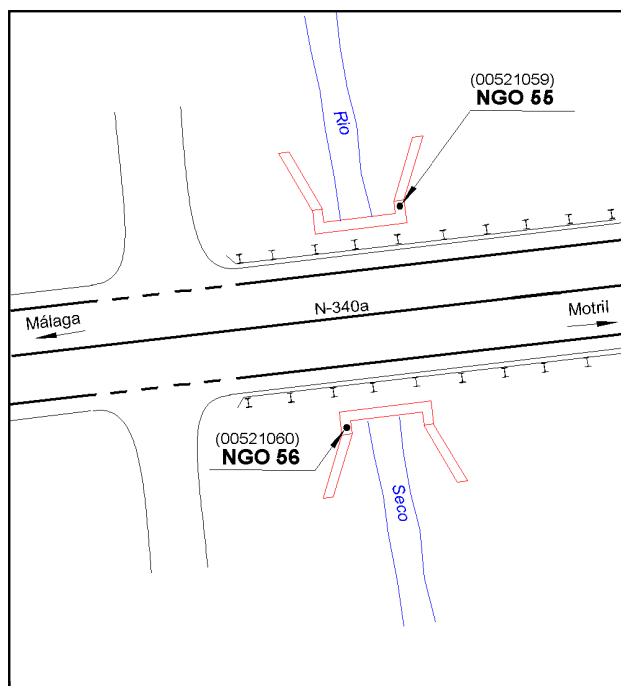 (00521059)
NGO 55
Rio
N-340a
Motril
Málaga
(00521060)
NGO 56
Seco